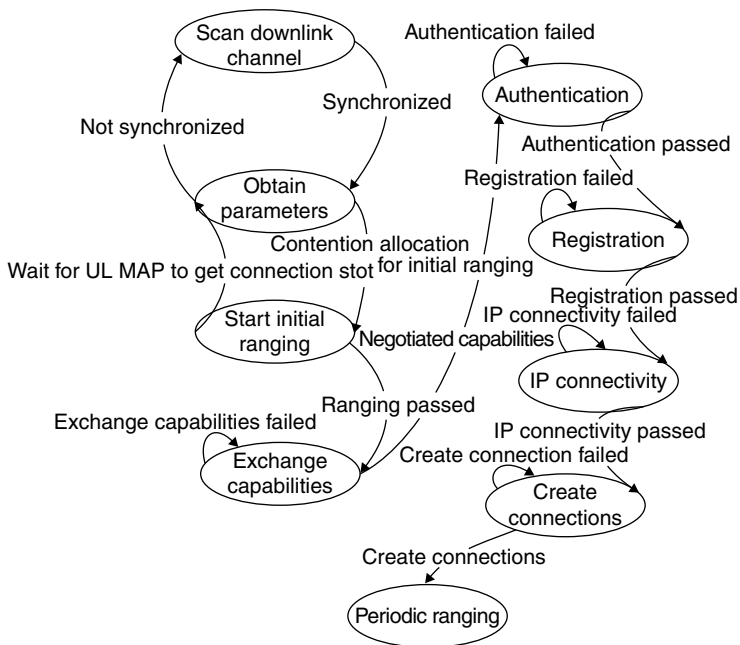 Scan downlink
channel
Synchronized
Not synchronized
Obtain
parameters
Contention allocation
for initial ranging
Wait for UL MAP to get connection stot
Start initial
ranging
Negotiated capabilities
Ranging passed
Exchange capabilities failed
Exchange
capabilities
Authentication failed
Authentication
Authentication passed
Registration failed
Registration
Registration passed
IP connectivity failed
IP connectivity
IP connectivity passed
Create connection failed
Create
connections
Create connections
Periodic ranging